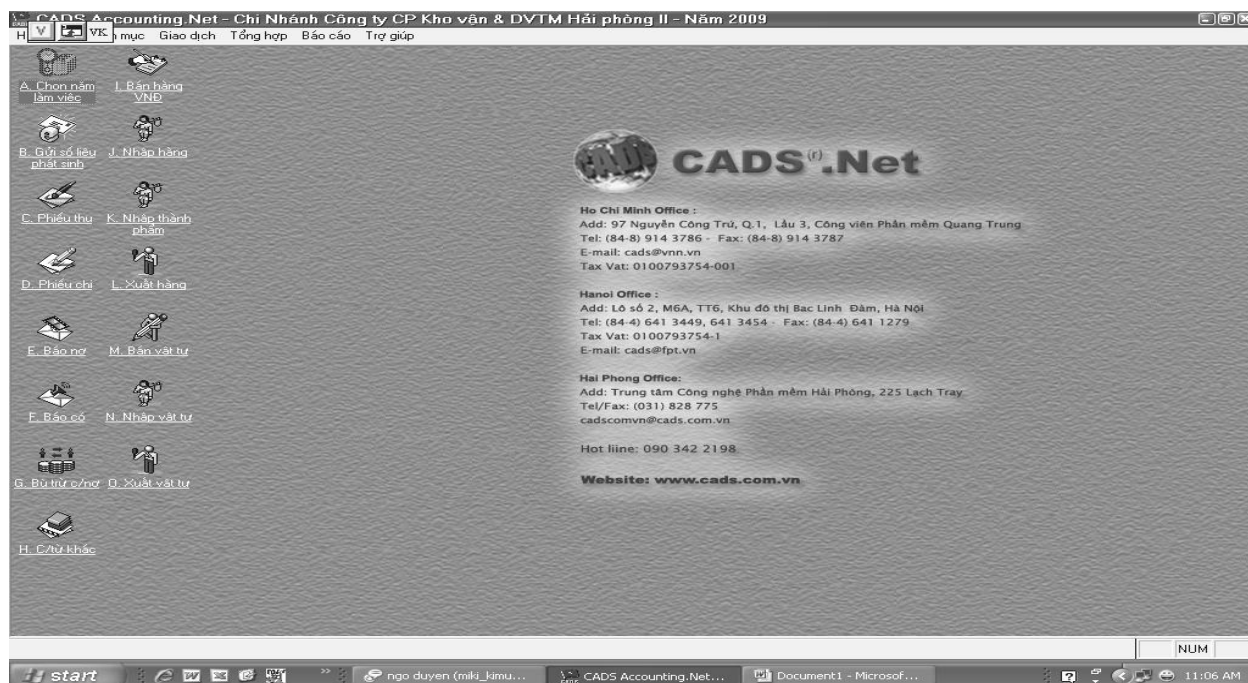 CADS Accounting.Net - Chi Nhánh Công ty CP Kho vận & DVTM Hải phòng II - Năm 2009
V VK mục Giao dịch Tổng hợp Báo cáo Trợ giúp
A. Chọn năm làm việc
I. Bán hàng VNĐ
B. Gửi số liệu phát sinh
J. Nhập hàng
C. Phiếu thu
K. Nhập thành phẩm
D. Phiếu chi
L. Xuất hàng
E. Báo nợ
M. Bán vật tư
F. Báo có
N. Nhập vật tư
G. Bù trừ c/nợ
O. Xuất vật tư
H. C/từ khác
CADS
CADS(r).Net
Ho Chi Minh Office :
Add: 97 Nguyễn Công Trứ, Q.1, Lầu 3, Công viên Phần mềm Quang Trung
Tel: (84-8) 914 3786 - Fax: (84-8) 914 3787
E-mail: cads@vnn.vn
Tax Vat: 0100793754-001
Hanoi Office :
Add: Lô số 2, M6A, TT6, Khu đô thị Bac Linh Đàm, Hà Nội
Tel: (84-4) 641 3449, 641 3454 - Fax: (84-4) 641 1279
Tax Vat: 0100793754-1
E-mail: cads@fpt.vn
Hai Phong Office:
Add: Trung tâm Công nghệ Phần mềm Hải Phòng, 225 Lach Tray
Tel/Fax: (031) 828 775
cadscomvn@cads.com.vn
Hot liine: 090 342 2198
Website: www.cads.com.vn
NUM
start
ngo duyen (miki_kimu...
CADS Accounting.Net...
Document1 - Microsof...
11:06 AM